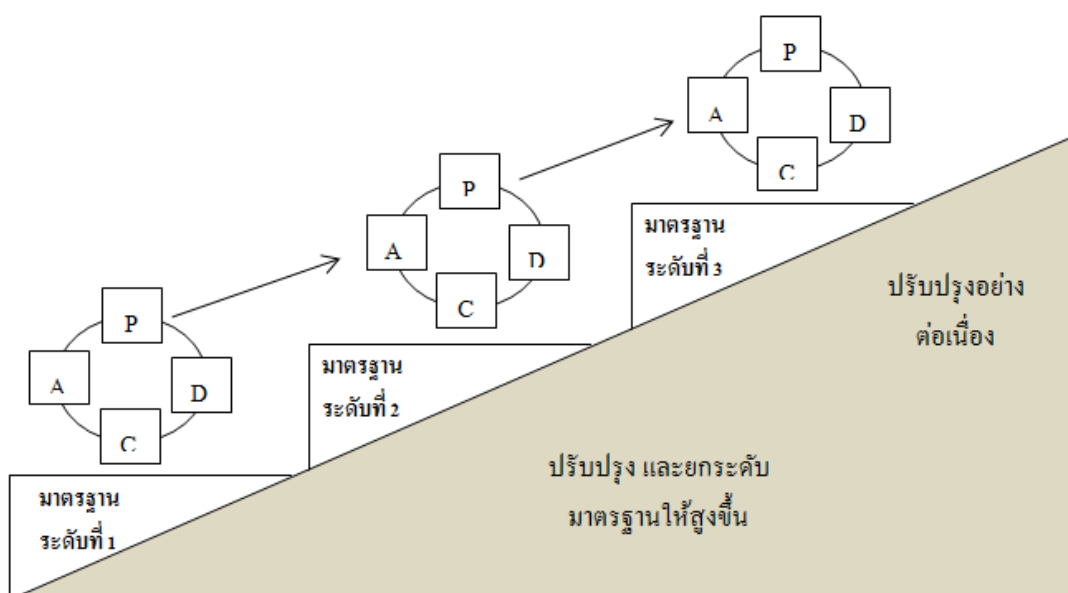 P
A
D
C
มาตรฐาน
ระดับที่ 3
P
A
D
C
มาตรฐาน
ระดับที่ 2
P
A
D
C
มาตรฐาน
ระดับที่ 1
ปรับปรุงอย่าง
ต่อเนื่อง
ปรับปรุง และยกระดับ
มาตรฐานให้สูงขึ้น